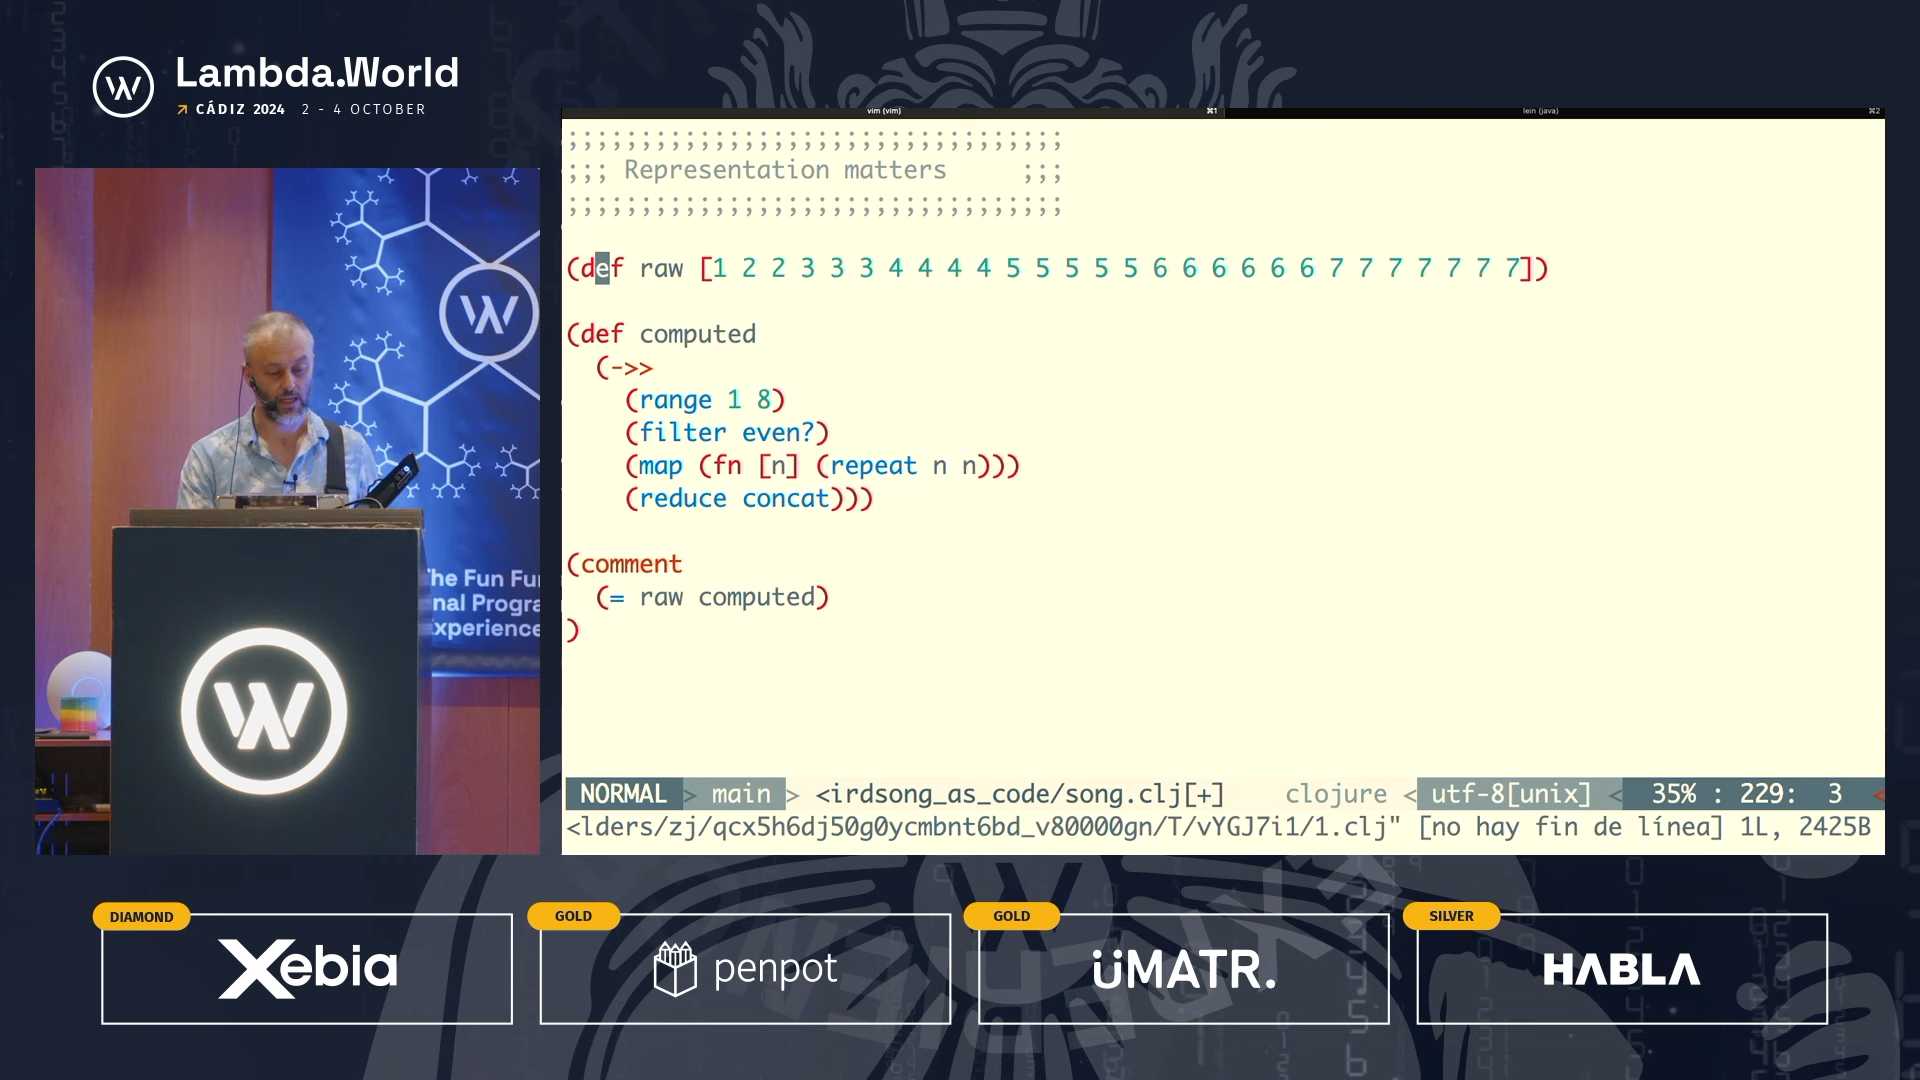 Lambda.World
CÁDIZ 2024 2 - 4 OCTOBER
vim (vim) ⌘1 lein (java) ⌘2
;;;;;;;;;;;;;;;;;;;;;;;;;;;;;;;;;;
;;; Representation matters     ;;;
;;;;;;;;;;;;;;;;;;;;;;;;;;;;;;;;;;
(def raw [1 2 2 3 3 3 4 4 4 4 5 5 5 5 5 6 6 6 6 6 6 7 7 7 7 7 7 7])
(def computed
  (->>
    (range 1 8)
    (filter even?)
    (map (fn [n] (repeat n n)))
    (reduce concat)))
(comment
  (= raw computed)
)
NORMAL > main > <irdsong_as_code/song.clj[+] clojure < utf-8[unix] < 35% : 229: 3 <
<lders/zj/qcx5h6dj50g0ycmbnt6bd_v80000gn/T/vYGJ7i1/1.clj" [no hay fin de línea] 1L, 2425B
W
he Fun Fu
nal Progra
xperience
W
DIAMOND
Xebia
GOLD
penpot
GOLD
üMATR.
SILVER
HABLA